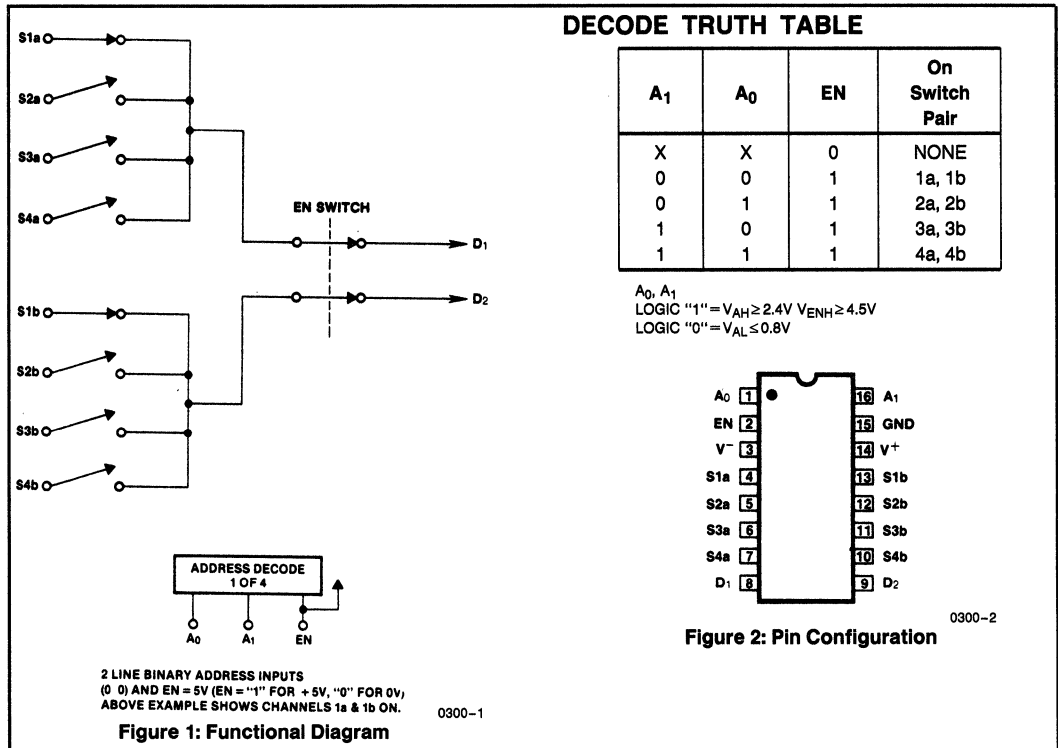 S1a
S2a
S3a
S4a
EN SWITCH
D1
D2
S1b
S2b
S3b
S4b
ADDRESS DECODE
1 OF 4
A0 A1 EN
2 LINE BINARY ADDRESS INPUTS
(0 0) AND EN = 5V (EN = "1" FOR + 5V, "0" FOR 0V)
ABOVE EXAMPLE SHOWS CHANNELS 1a & 1b ON.
0300-1
Figure 1: Functional Diagram
DECODE TRUTH TABLE
A1 A0 EN On Switch Pair
X X 0 NONE
0 0 1 1a, 1b
0 1 1 2a, 2b
1 0 1 3a, 3b
1 1 1 4a, 4b
A0, A1
LOGIC "1" = VAH ≥ 2.4V VENH ≥ 4.5V
LOGIC "0" = VAL ≤ 0.8V
A0 1 16 A1
EN 2 15 GND
V− 3 14 V+
S1a 4 13 S1b
S2a 5 12 S2b
S3a 6 11 S3b
S4a 7 10 S4b
D1 8 9 D2
0300-2
Figure 2: Pin Configuration